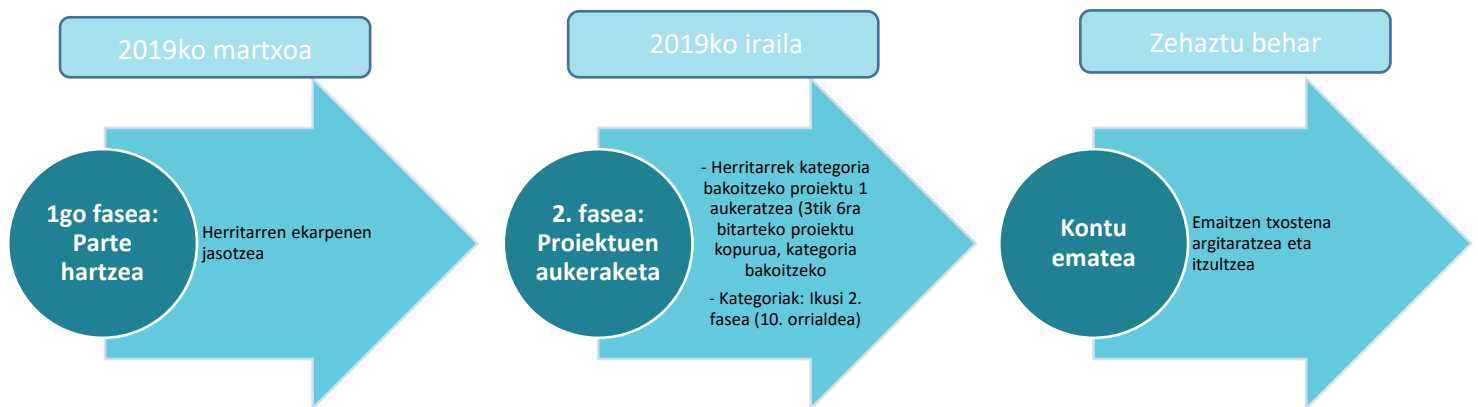 2019ko martxoa
1go fasea:
Parte
hartzea
Herritarren ekarpenen
jasotzea
2019ko iraila
2. fasea:
Proiektuen
aukeraketa
- Herritarrek kategoria
bakoitzeko proiektu 1
aukeratzea (3tik 6ra
bitarteko proiektu
kopurua, kategoria
bakoitzeko
- Kategoriak: Ikusi 2.
fasea (10. orrialdea)
Zehaztu behar
Kontu
ematea
Emaitzen txostena
argitaratzea eta
itzultzea